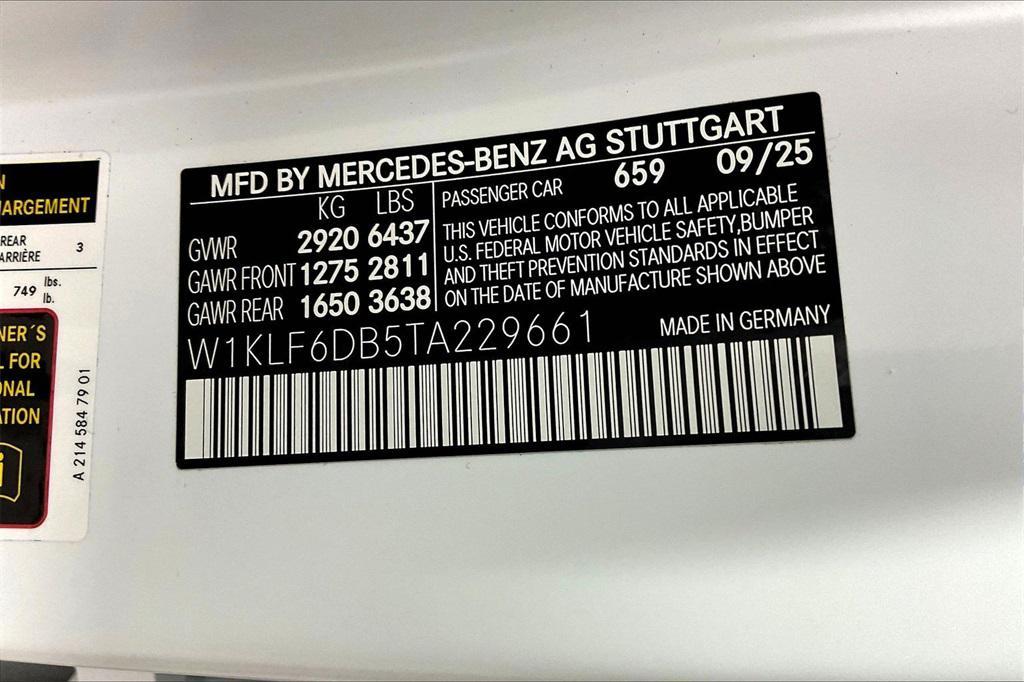 MFD BY MERCEDES-BENZ AG STUTTGART
KG LBS
GVWR 2920 6437
GAWR FRONT 1275 2811
GAWR REAR 1650 3638
PASSENGER CAR 659 09/25
THIS VEHICLE CONFORMS TO ALL APPLICABLE
U.S. FEDERAL MOTOR VEHICLE SAFETY,BUMPER
AND THEFT PREVENTION STANDARDS IN EFFECT
ON THE DATE OF MANUFACTURE SHOWN ABOVE
W1KLF6DB5TA229661 MADE IN GERMANY
N
ARGEMENT
REAR
ARRIÈRE 3
749 lbs.
lb.
NER´S
L FOR
ONAL
ATION
i
A 214 584 79 01